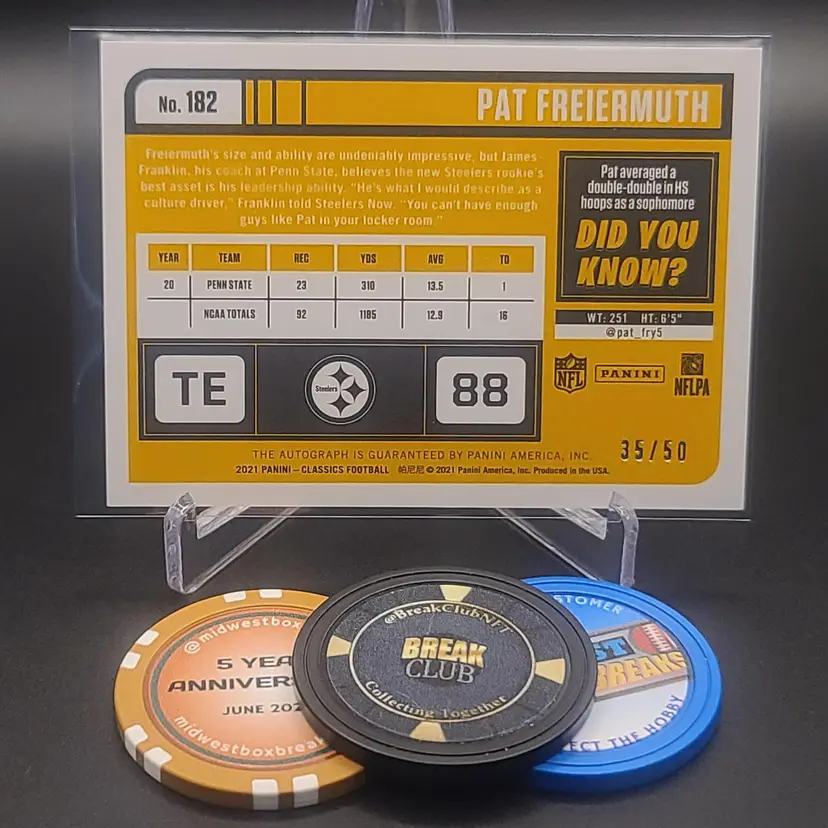 No. 182
PAT FREIERMUTH
Freiermuth's size and ability are undeniably impressive, but James
Franklin, his coach at Penn State, believes the new Steelers rookie's
best asset is his leadership ability. "He's what I would describe as a
culture driver," Franklin told Steelers Now. "You can't have enough
guys like Pat in your locker room."
Pat averaged a
double-double in HS
hoops as a sophomore
DID YOU
KNOW?
YEAR TEAM REC YDS AVG TD
20 PENN STATE 23 310 13.5 1
NCAA TOTALS 92 1185 12.9 16
WT: 251 HT: 6'5"
@pat_fry5
TE
Steelers
88
NFL
PANINI
NFLPA
THE AUTOGRAPH IS GUARANTEED BY PANINI AMERICA, INC.
35/50
2021 PANINI – CLASSICS FOOTBALL 帕尼尼 © 2021 Panini America, Inc. Produced in the USA.
@midwestbox
5 YEA
ANNIVER
JUNE 202
midwestboxbrea
@BreakClubNFT
BREAK
CLUB
Collecting Together
STOMER
ST
BREAKS
ECT THE HOBBY